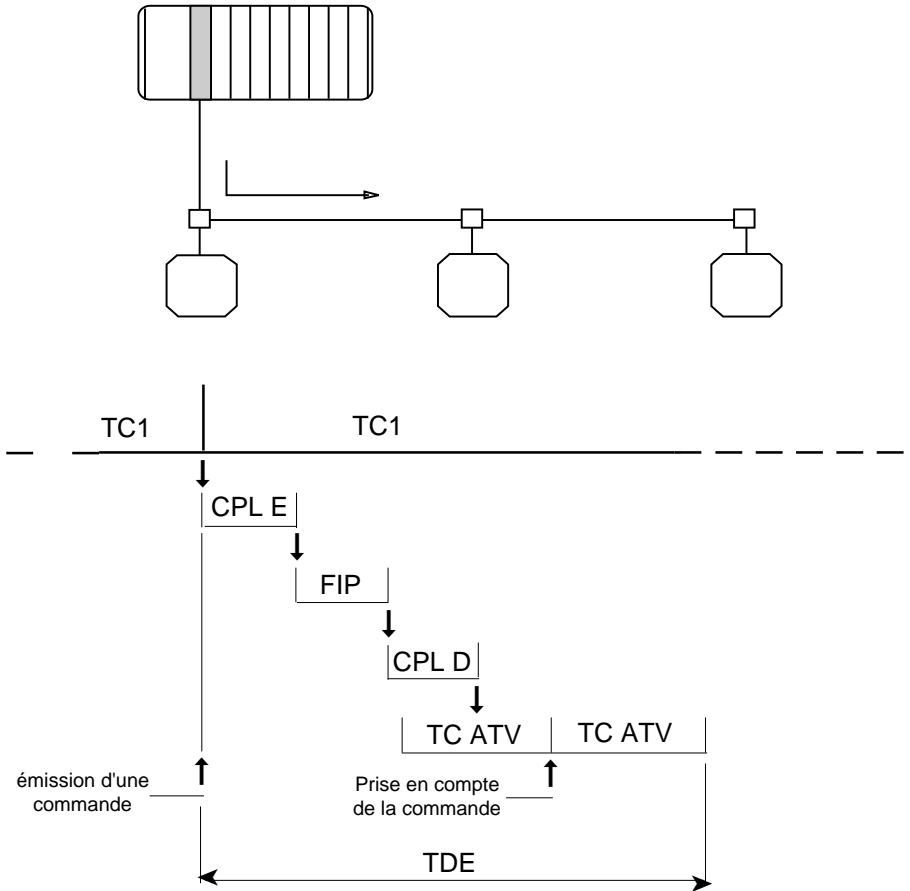 TC1
TC1
CPL E
FIP
CPL D
TC ATV
TC ATV
émission d'une
commande
Prise en compte
de la commande
TDE